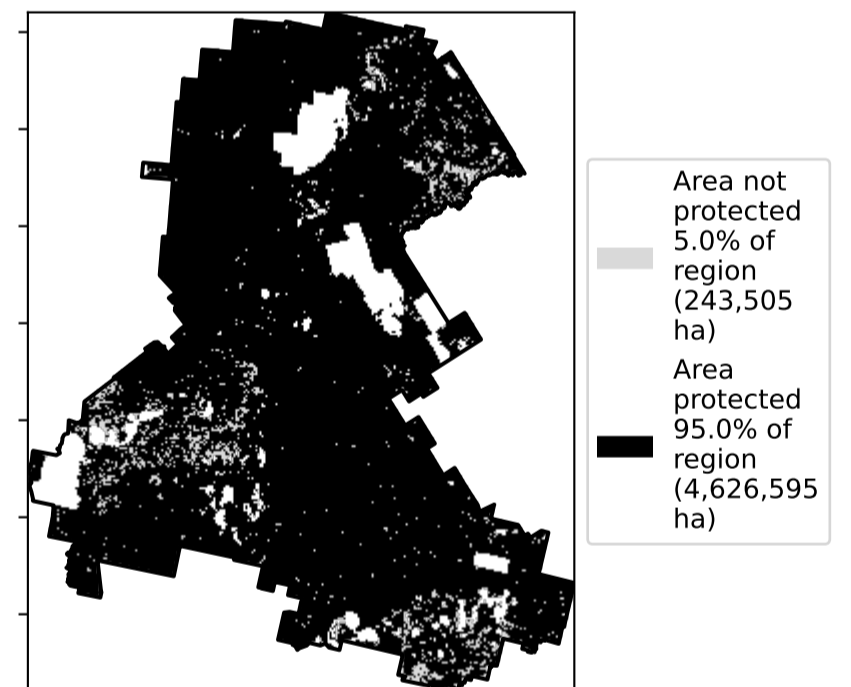 Area not
protected
5.0% of
region
(243,505
ha)
Area
protected
95.0% of
region
(4,626,595
ha)